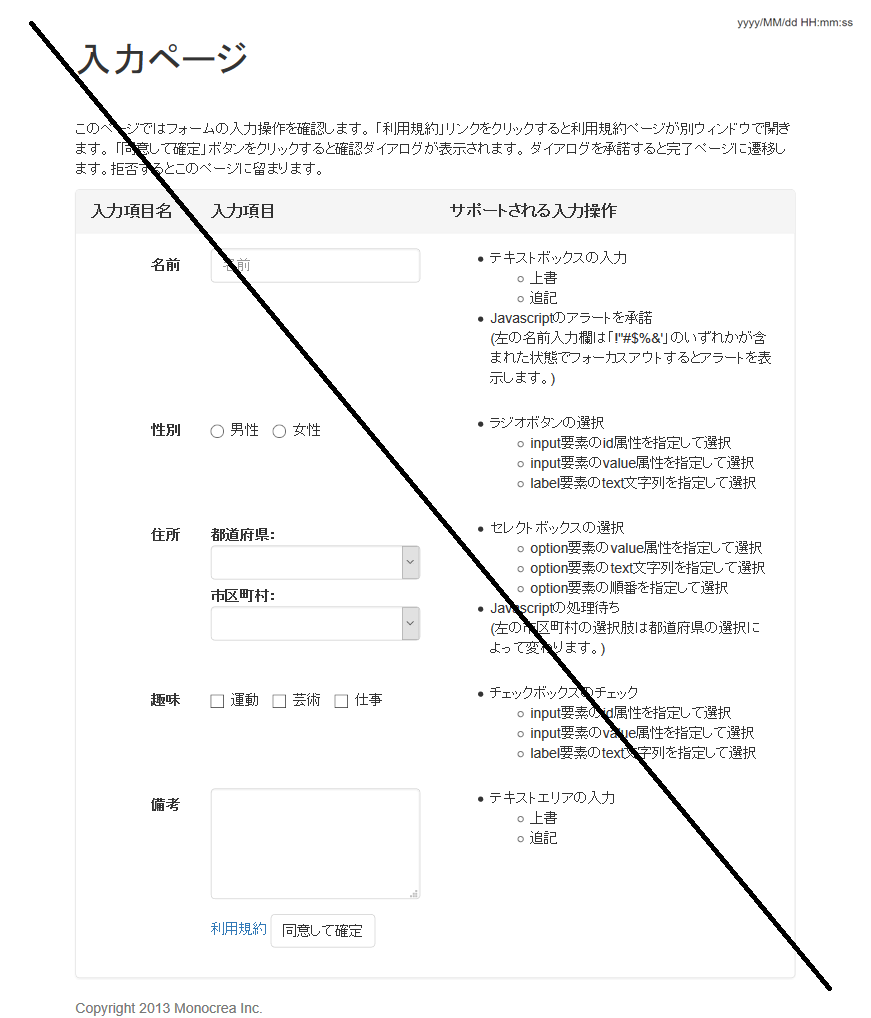 yyyy/MM/dd HH:mm:ss
入力ページ
このページではフォームの入力操作を確認します。「利用規約」リンクをクリックすると利用規約ページが別ウィンドウで開き
ます。「同意して確定」ボタンをクリックすると確認ダイアログが表示されます。ダイアログを承諾すると完了ページに遷移し
ます。拒否するとこのページに留まります。
入力項目名 入力項目 サポートされる入力操作
名前 名前
テキストボックスの入力
上書
追記
Javascriptのアラートを承諾
(左の名前入力欄は「!"#$%&'」のいずれかが含
まれた状態でフォーカスアウトするとアラートを表
示します。)
性別 男性 女性
ラジオボタンの選択
input要素のid属性を指定して選択
input要素のvalue属性を指定して選択
label要素のtext文字列を指定して選択
住所 都道府県:
市区町村:
セレクトボックスの選択
option要素のvalue属性を指定して選択
option要素のtext文字列を指定して選択
option要素の順番を指定して選択
Javascriptの処理待ち
(左の市区町村の選択肢は都道府県の選択に
よって変わります。)
趣味 運動 芸術 仕事
チェックボックスのチェック
input要素のid属性を指定して選択
input要素のvalue属性を指定して選択
label要素のtext文字列を指定して選択
備考
テキストエリアの入力
上書
追記
利用規約 同意して確定
Copyright 2013 Monocrea Inc.